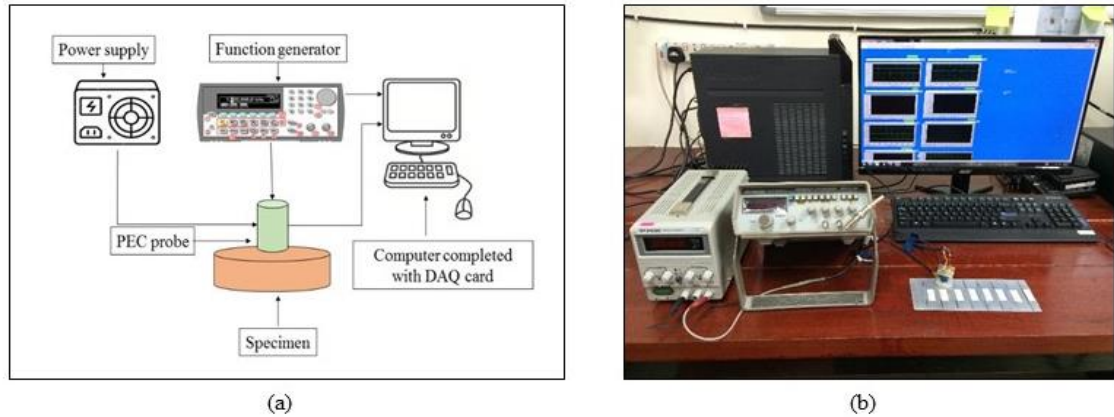 Power supply
Function generator
PEC probe
Computer completed
with DAQ card
Specimen
(a)
(b)